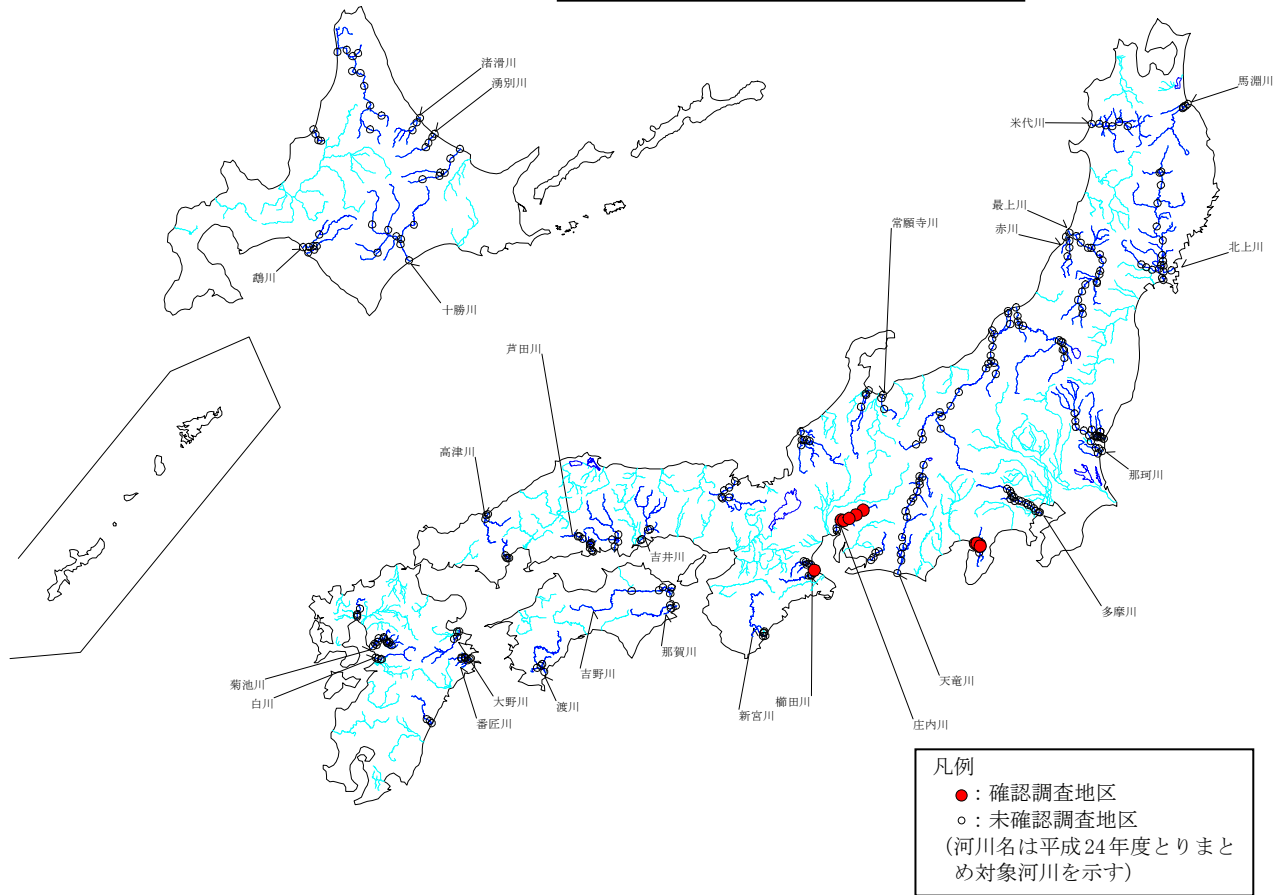 渚滑川
湧別川
馬淵川
米代川
最上川
赤川
常願寺川
北上川
鵡川
十勝川
芦田川
高津川
那珂川
吉井川
多摩川
那賀川
菊池川
白川
吉野川
天竜川
大野川
渡川
櫛田川
新宮川
番匠川
庄内川
凡例
●：確認調査地区
○：未確認調査地区
（河川名は平成24年度とりまと
め対象河川を示す）